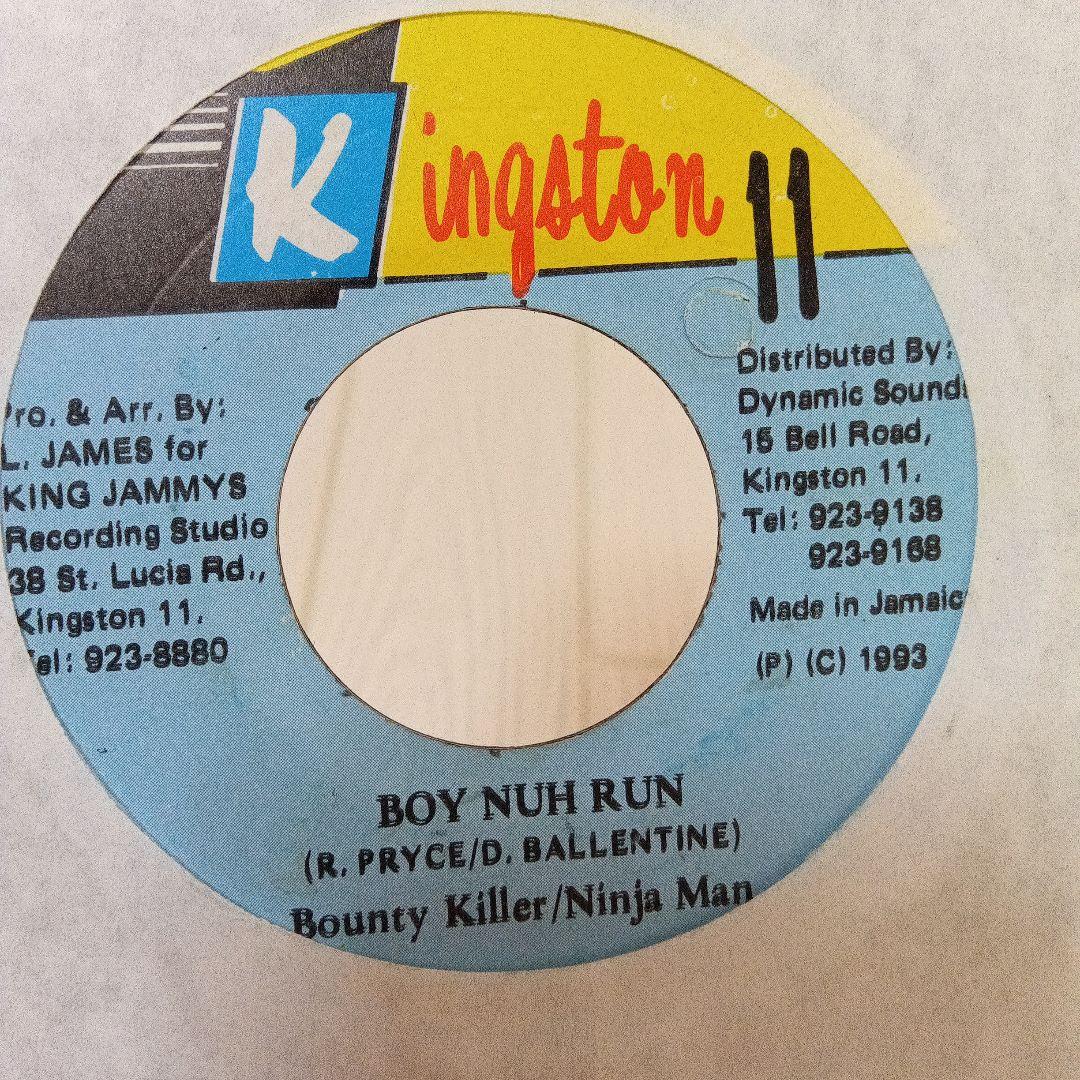 Kingston 11
Pro. & Arr. By:
L. JAMES for
KING JAMMYS
Recording Studio
38 St. Lucia Rd.,
Kingston 11.
Tel: 923-8880
Distributed By:
Dynamic Sounds
15 Bell Road,
Kingston 11.
Tel: 923-9138
923-9168
Made in Jamaic
(P) (C) 1993
BOY NUH RUN
(R. PRYCE/D. BALLENTINE)
Bounty Killer/Ninja Man